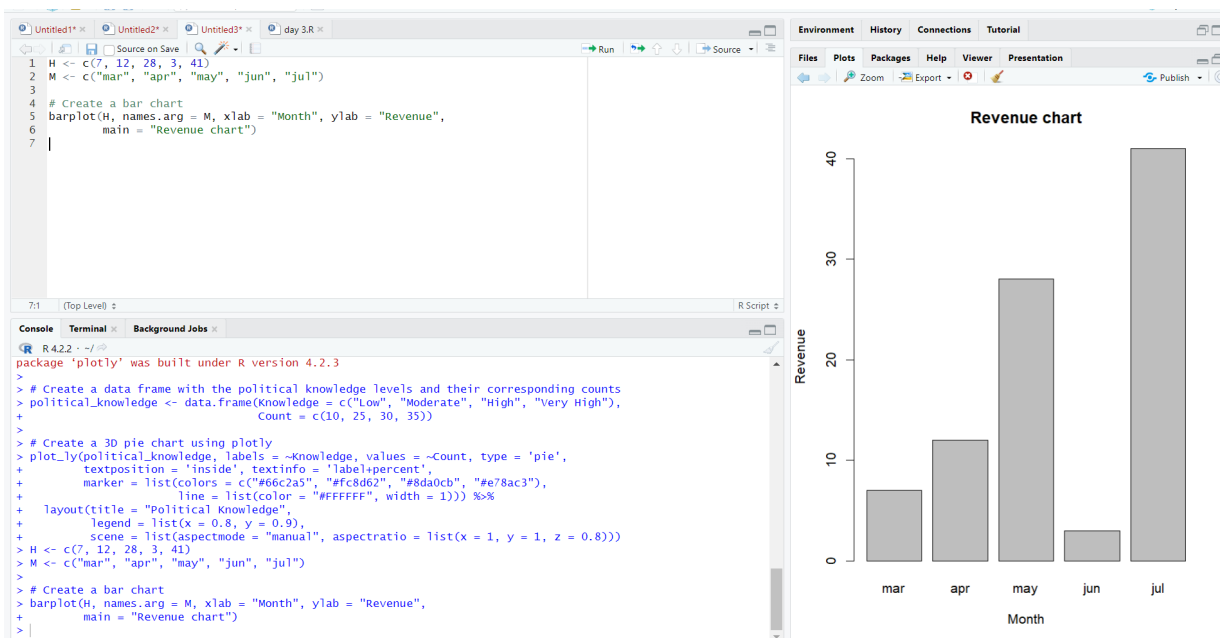 Untitled1* × Untitled2* × Untitled3* × day 3.R ×
Source on Save Run Source
1 H <- c(7, 12, 28, 3, 41)
2 M <- c("mar", "apr", "may", "jun", "jul")
3
4 # Create a bar chart
5 barplot(H, names.arg = M, xlab = "Month", ylab = "Revenue",
6         main = "Revenue chart")
7
7:1 (Top Level) R Script
Console Terminal × Background Jobs ×
R 4.2.2 · ~/
package ‘plotly’ was built under R version 4.2.3
>
> # Create a data frame with the political knowledge levels and their corresponding counts
> political_knowledge <- data.frame(Knowledge = c("Low", "Moderate", "High", "Very High"),
+                                   Count = c(10, 25, 30, 35))
>
> # Create a 3D pie chart using plotly
> plot_ly(political_knowledge, labels = ~Knowledge, values = ~Count, type = 'pie',
+         textposition = 'inside', textinfo = 'label+percent',
+         marker = list(colors = c("#66c2a5", "#fc8d62", "#8da0cb", "#e78ac3"),
+                       line = list(color = "#FFFFFF", width = 1))) %>%
+   layout(title = "Political Knowledge",
+          legend = list(x = 0.8, y = 0.9),
+          scene = list(aspectmode = "manual", aspectratio = list(x = 1, y = 1, z = 0.8)))
> H <- c(7, 12, 28, 3, 41)
> M <- c("mar", "apr", "may", "jun", "jul")
>
> # Create a bar chart
> barplot(H, names.arg = M, xlab = "Month", ylab = "Revenue",
+         main = "Revenue chart")
>
Environment History Connections Tutorial
Files Plots Packages Help Viewer Presentation
Zoom Export Publish
Revenue chart
40
30
20
10
0
Revenue
mar apr may jun jul
Month